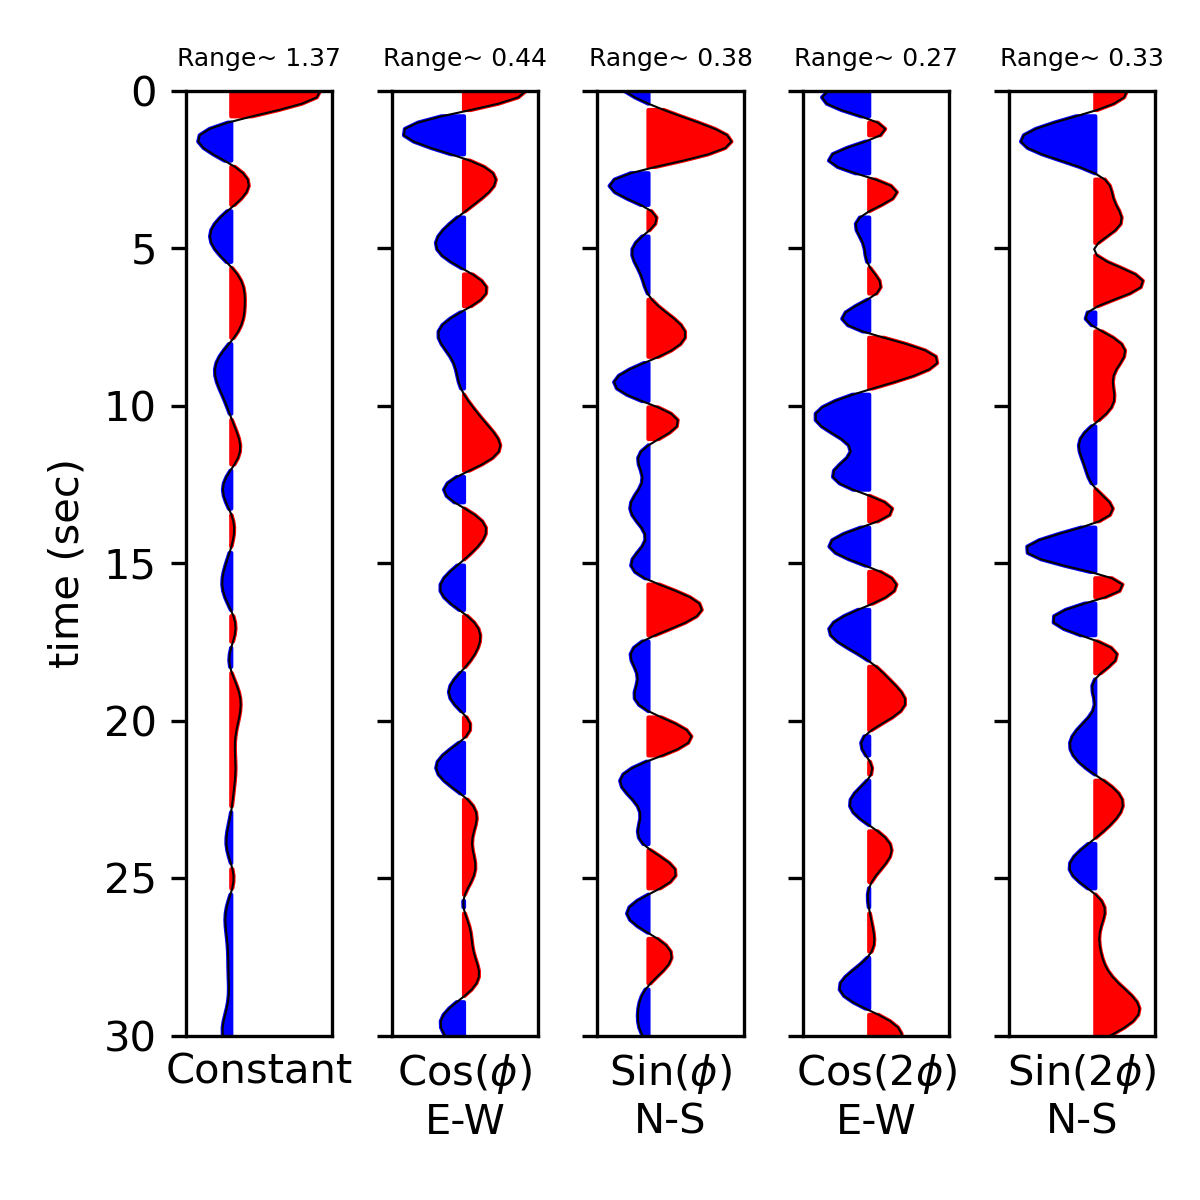 Range~ 1.37 Range~ 0.44 Range~ 0.38 Range~ 0.27 Range~ 0.33
0
5
10
15
20
25
30
time (sec)
Constant Cos(ϕ) Sin(ϕ) Cos(2ϕ) Sin(2ϕ)
E-W N-S E-W N-S